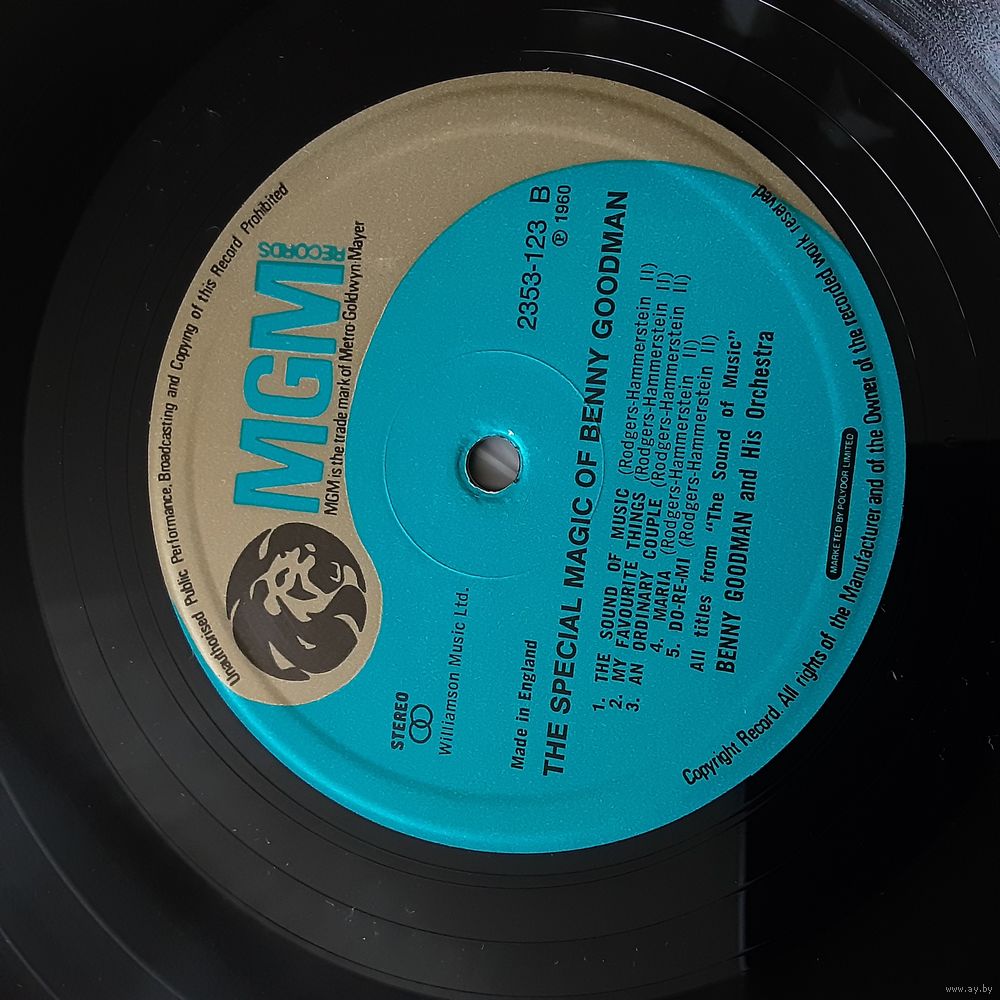 Unauthorised Public Performance, Broadcasting and Copying of this Record Prohibited
MGM RECORDS
MGM is the trade mark of Metro-Goldwyn-Mayer
STEREO
Williamson Music Ltd.
2353-123 B
Ⓟ 1960
Made in England
THE SPECIAL MAGIC OF BENNY GOODMAN
1. THE SOUND OF MUSIC (Rodgers-Hammerstein II)
2. MY FAVOURITE THINGS (Rodgers-Hammerstein II)
3. AN ORDINARY COUPLE (Rodgers-Hammerstein II)
4. MARIA (Rodgers-Hammerstein II)
5. DO-RE-MI (Rodgers-Hammerstein II)
All titles from "The Sound of Music"
BENNY GOODMAN and His Orchestra
MARKETED BY POLYDOR LIMITED
Copyright Record. All rights of the Manufacturer and of the Owner of the recorded work reserved.
www.ay.by